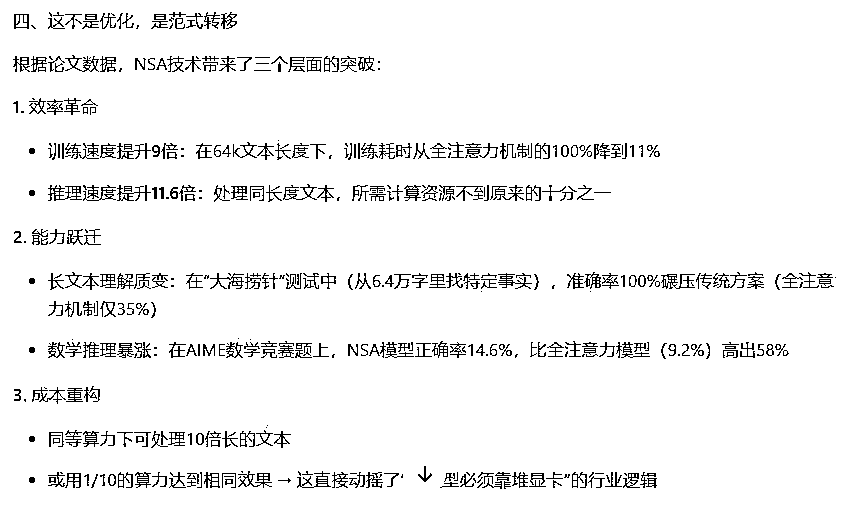 四、这不是优化，是范式转移
根据论文数据，NSA技术带来了三个层面的突破：
1. 效率革命
• 训练速度提升9倍：在64k文本长度下，训练耗时从全注意力机制的100%降到11%
• 推理速度提升11.6倍：处理同长度文本，所需计算资源不到原来的十分之一
2. 能力跃迁
• 长文本理解质变：在“大海捞针”测试中（从6.4万字里找特定事实），准确率100%碾压传统方案（全注意
力机制仅35%）
• 数学推理暴涨：在AIME数学竞赛题上，NSA模型正确率14.6%，比全注意力模型（9.2%）高出58%
3. 成本重构
• 同等算力下可处理10倍长的文本
• 或用1/10的算力达到相同效果 → 这直接动摇了“ ↓ 型必须靠堆显卡”的行业逻辑